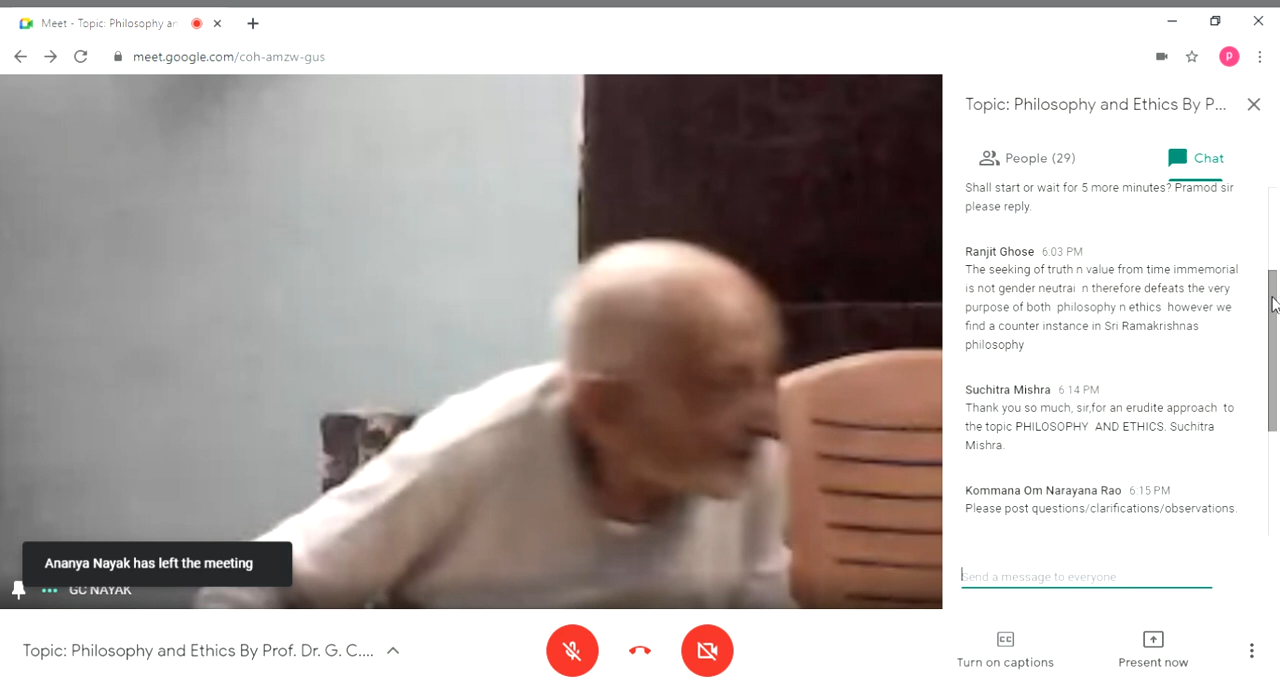 Meet - Topic: Philosophy an
meet.google.com/coh-amzw-gus
P
Topic: Philosophy and Ethics By P...
People (29)
Chat
Shall start or wait for 5 more minutes? Pramod sir
please reply.
Ranjit Ghose 6:03 PM
The seeking of truth n value from time immemorial
is not gender neutrai n therefore defeats the very
purpose of both philosophy n ethics however we
find a counter instance in Sri Ramakrishnas
philosophy
Suchitra Mishra 6:14 PM
Thank you so much, sir,for an erudite approach to
the topic PHILOSOPHY AND ETHICS. Suchitra
Mishra.
Kommana Om Narayana Rao 6:15 PM
Please post questions/clarifications/observations.
Send a message to everyone
Ananya Nayak has left the meeting
GC NAYAK
Topic: Philosophy and Ethics By Prof. Dr. G. C....
CC
Turn on captions
Present now